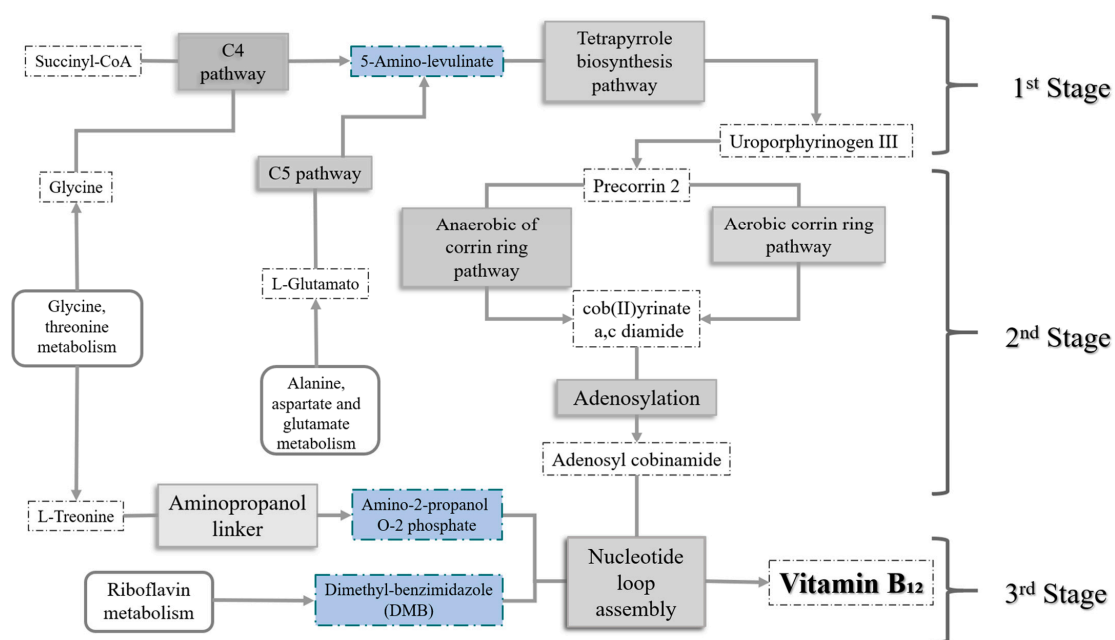 Succinyl-CoA
C4
pathway
5-Amino-levulinate
Tetrapyrrole
biosynthesis
pathway
1st Stage
Uroporphyrinogen III
C5 pathway
Glycine
Precorrin 2
Anaerobic of
corrin ring
pathway
Aerobic corrin ring
pathway
L-Glutamato
cob(II)yrinate
a,c diamide
2nd Stage
Glycine,
threonine
metabolism
Alanine,
aspartate and
glutamate
metabolism
Adenosylation
Adenosyl cobinamide
L-Treonine
Aminopropanol
linker
Amino-2-propanol
O-2 phosphate
Nucleotide
loop
assembly
Vitamin B₁₂
3rd Stage
Riboflavin
metabolism
Dimethyl-benzimidazole
(DMB)